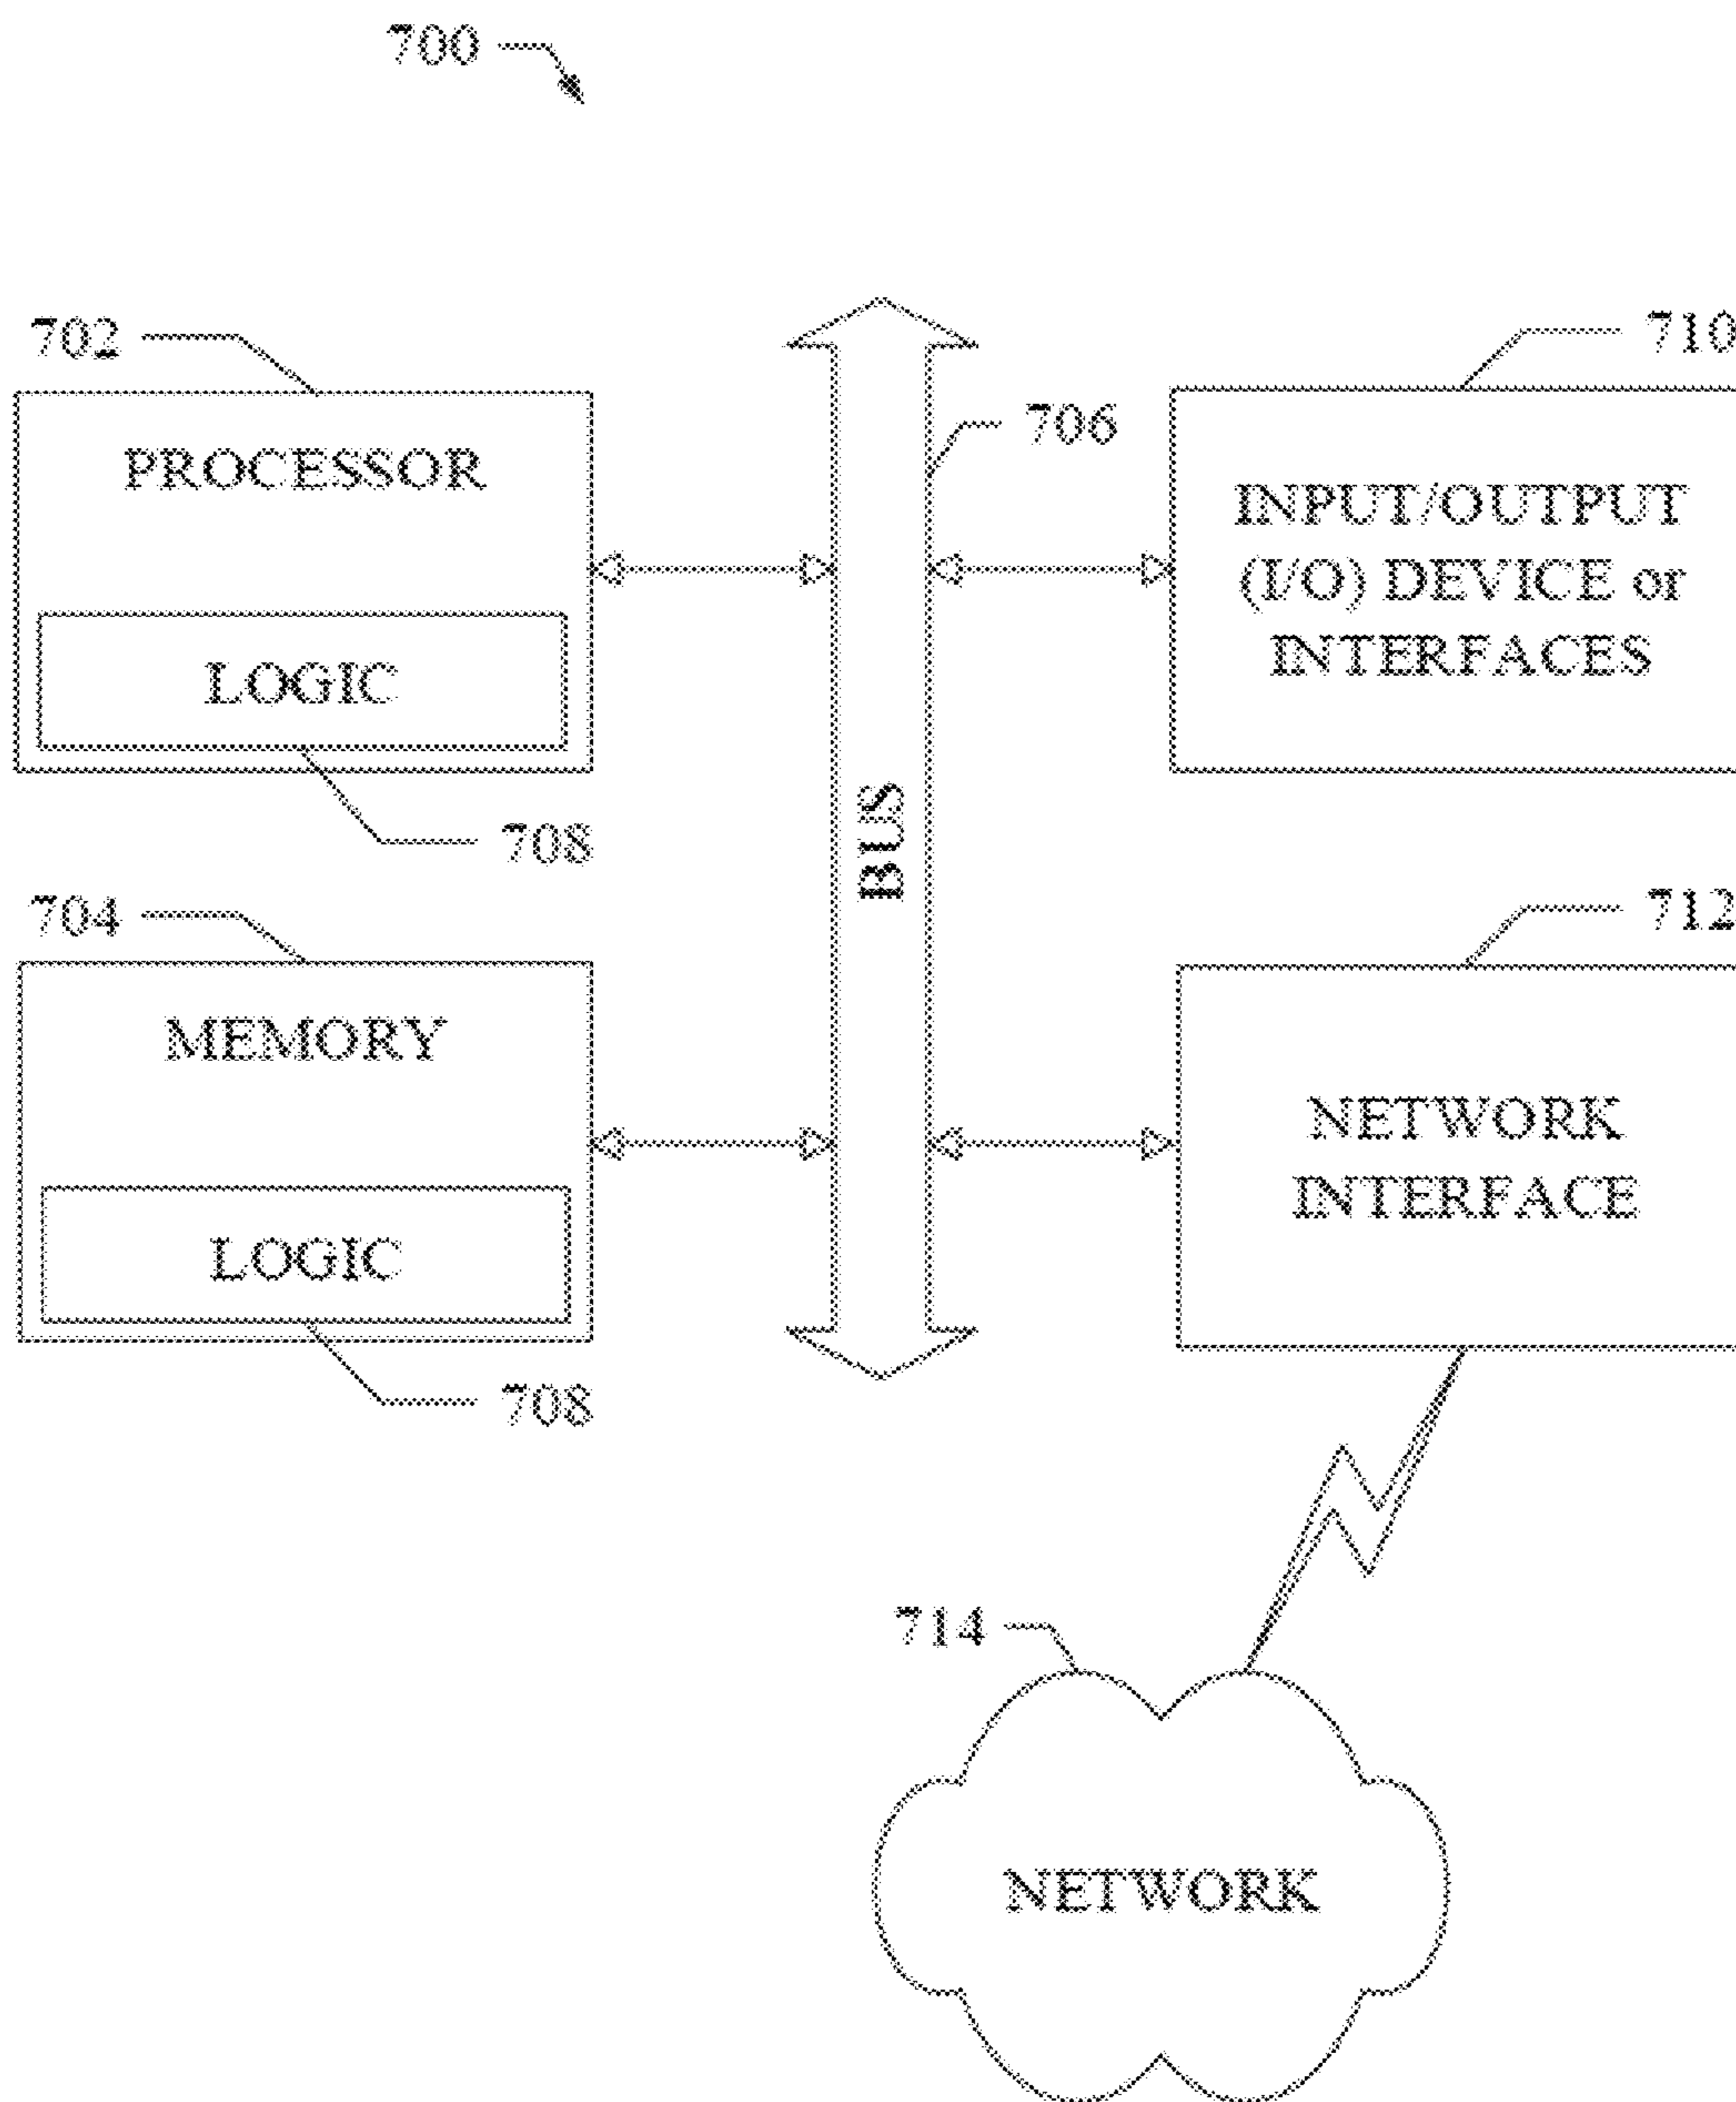 700
702
PROCESSOR
LOGIC
708
704
MEMORY
LOGIC
708
706
BUS
710
INPUT/OUTPUT
(I/O) DEVICE or
INTERFACES
712
NETWORK
INTERFACE
714
NETWORK